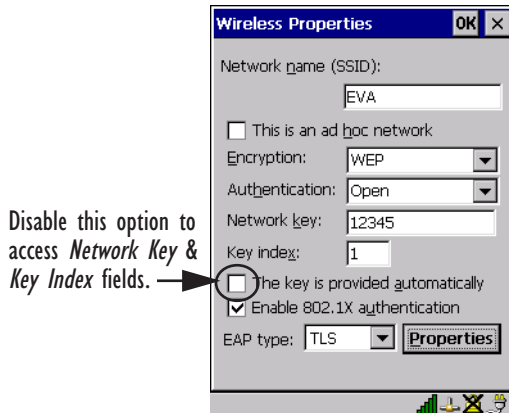 Wireless Properties OK ×
Network name (SSID):
EVA
This is an ad hoc network
Encryption: WEP
Authentication: Open
Network key: 12345
Key index: 1
The key is provided automatically
Enable 802.1X authentication
EAP type: TLS Properties
Disable this option to
access Network Key &
Key Index fields.